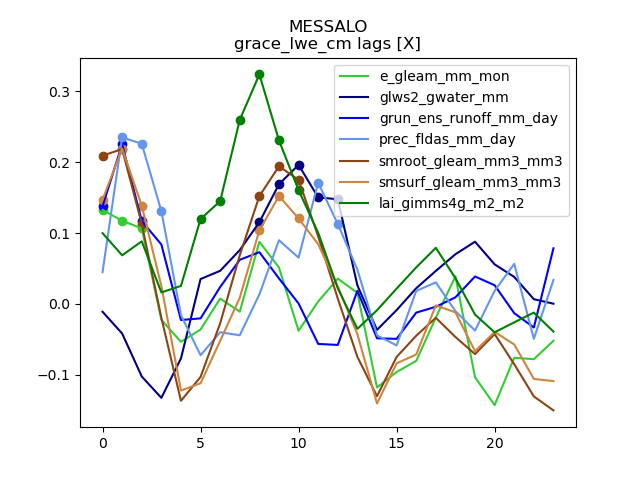 MESSALO
grace_lwe_cm lags [X]
e_gleam_mm_mon
glws2_gwater_mm
grun_ens_runoff_mm_day
prec_fldas_mm_day
smroot_gleam_mm3_mm3
smsurf_gleam_mm3_mm3
lai_gimms4g_m2_m2
0.3
0.2
0.1
0.0
−0.1
0 5 10 15 20